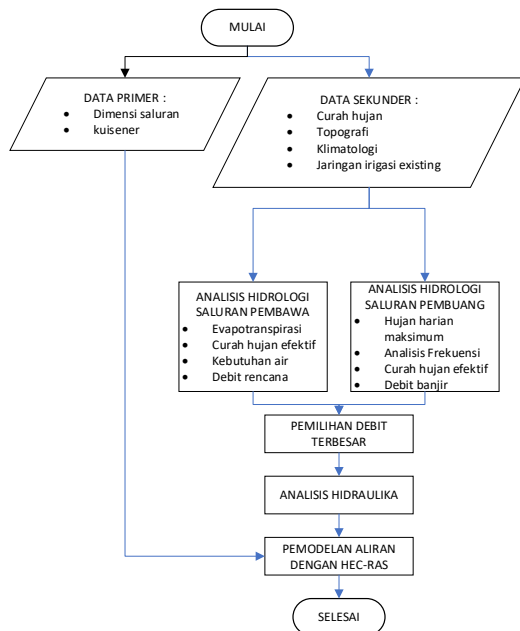 MULAI
DATA PRIMER :
• Dimensi saluran
• kuisener
DATA SEKUNDER :
• Curah hujan
• Topografi
• Klimatologi
• Jaringan irigasi existing
ANALISIS HIDROLOGI
SALURAN PEMBAWA
• Evapotranspirasi
• Curah hujan efektif
• Kebutuhan air
• Debit rencana
ANALISIS HIDROLOGI
SALURAN PEMBUANG
• Hujan harian
maksimum
• Analisis Frekuensi
• Curah hujan efektif
• Debit banjir
PEMILIHAN DEBIT
TERBESAR
ANALISIS HIDRAULIKA
PEMODELAN ALIRAN
DENGAN HEC-RAS
SELESAI